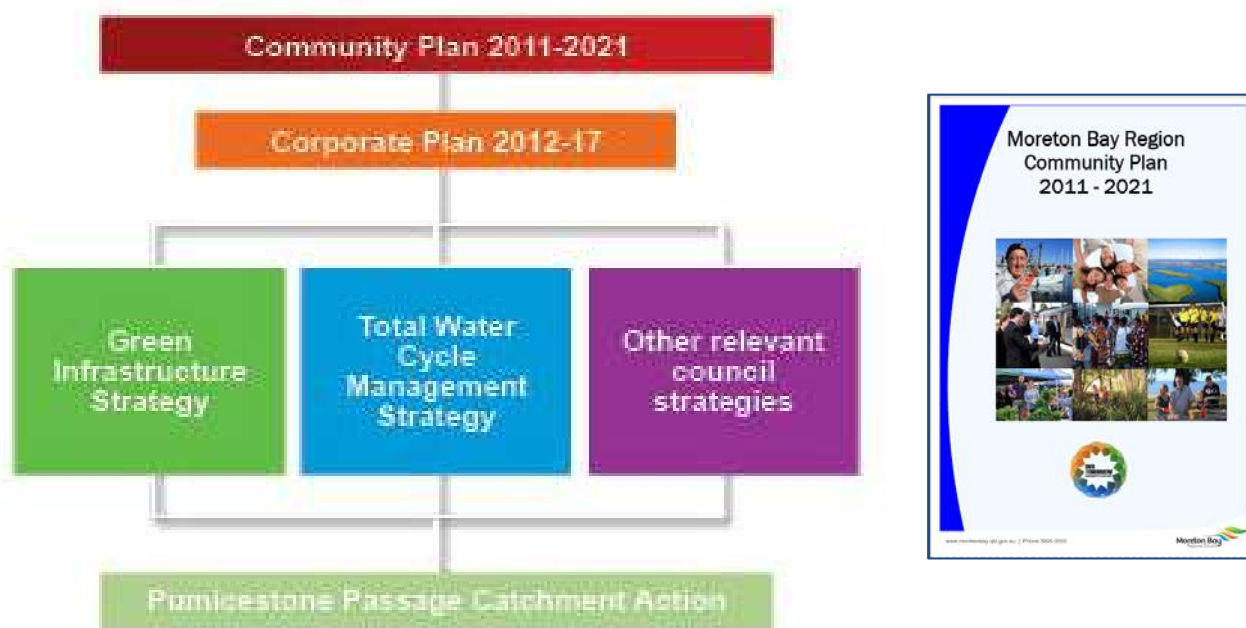 Community Plan 2011-2021
Corporate Plan 2012-17
Green
Infrastructure
Strategy
Total Water
Cycle
Management
Strategy
Other relevant
council
strategies
Pumicestone Passage Catchment Action
Moreton Bay Region
Community Plan
2011 - 2021
Moreton Bay